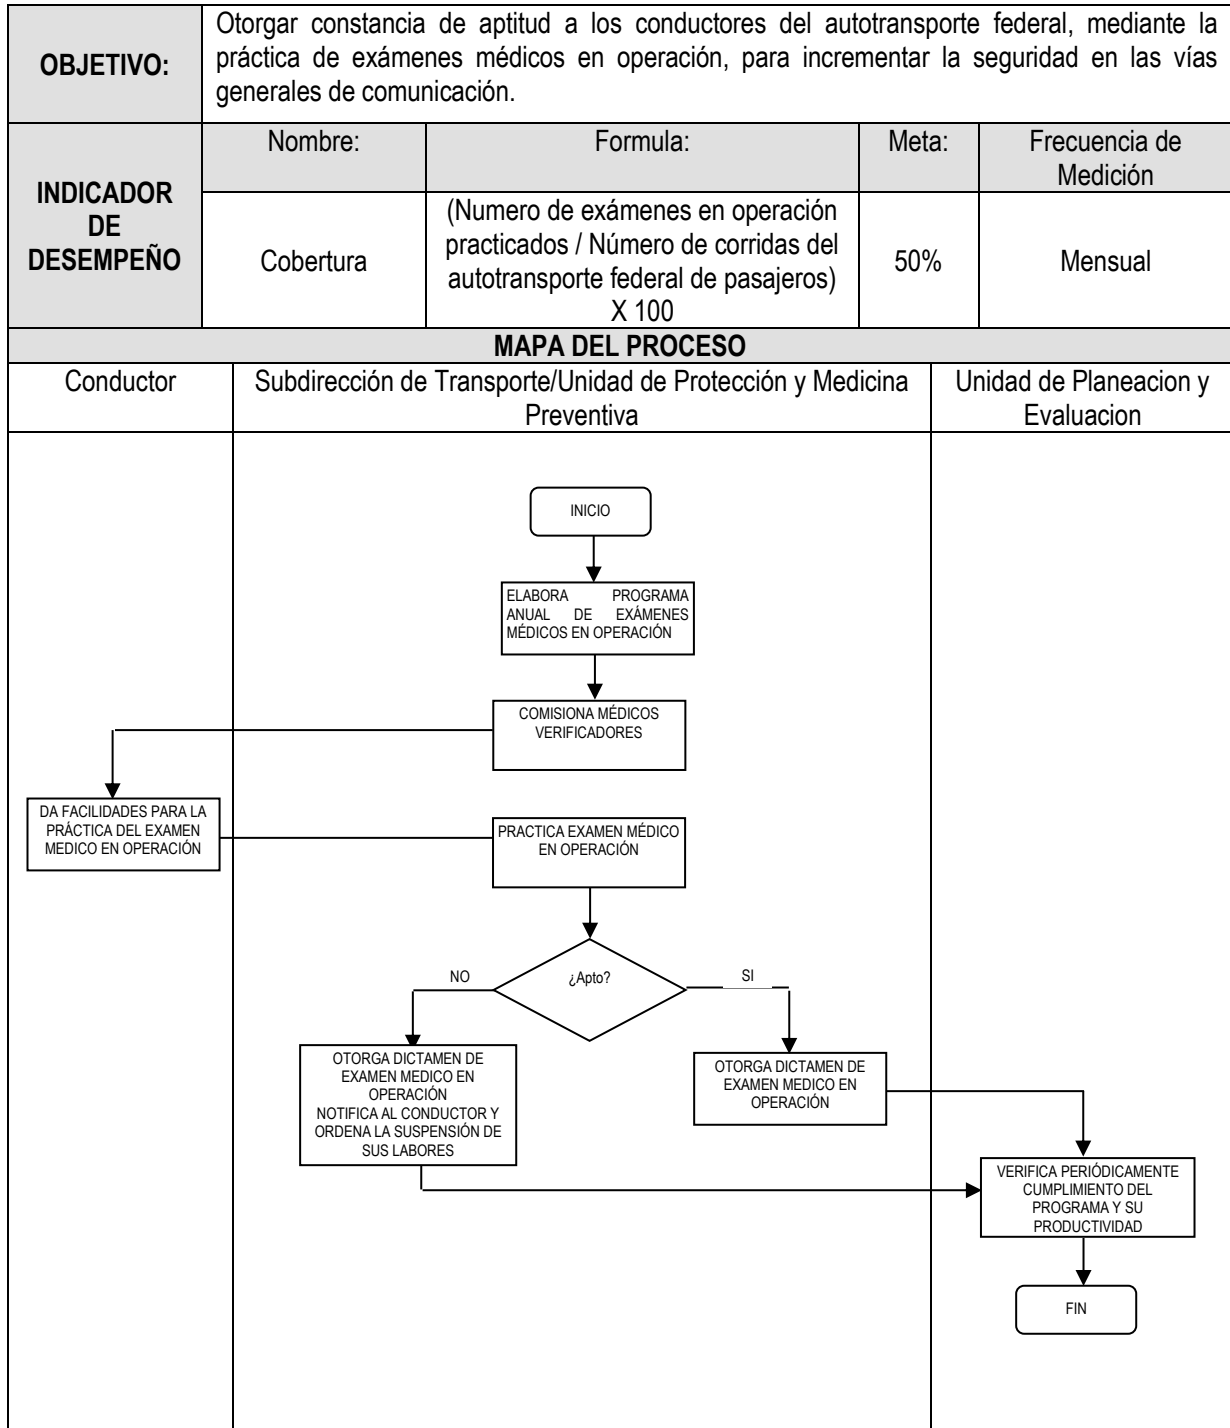 OBJETIVO:
Otorgar constancia de aptitud a los conductores del autotransporte federal, mediante la
práctica de exámenes médicos en operación, para incrementar la seguridad en las vías
generales de comunicación.
INDICADOR
DE
DESEMPEÑO
Nombre:
Formula:
Meta:
Frecuencia de
Medición
Cobertura
(Numero de exámenes en operación
practicados / Número de corridas del
autotransporte federal de pasajeros)
X 100
50%
Mensual
MAPA DEL PROCESO
Conductor
Subdirección de Transporte/Unidad de Protección y Medicina
Preventiva
Unidad de Planeacion y
Evaluacion
INICIO
ELABORA PROGRAMA
ANUAL DE EXÁMENES
MÉDICOS EN OPERACIÓN
COMISIONA MÉDICOS
VERIFICADORES
DA FACILIDADES PARA LA
PRÁCTICA DEL EXAMEN
MEDICO EN OPERACIÓN
PRACTICA EXAMEN MÉDICO
EN OPERACIÓN
¿Apto?
NO
SI
OTORGA DICTAMEN DE
EXAMEN MEDICO EN
OPERACIÓN
NOTIFICA AL CONDUCTOR Y
ORDENA LA SUSPENSIÓN DE
SUS LABORES
OTORGA DICTAMEN DE
EXAMEN MEDICO EN
OPERACIÓN
VERIFICA PERIÓDICAMENTE
CUMPLIMIENTO DEL
PROGRAMA Y SU
PRODUCTIVIDAD
FIN